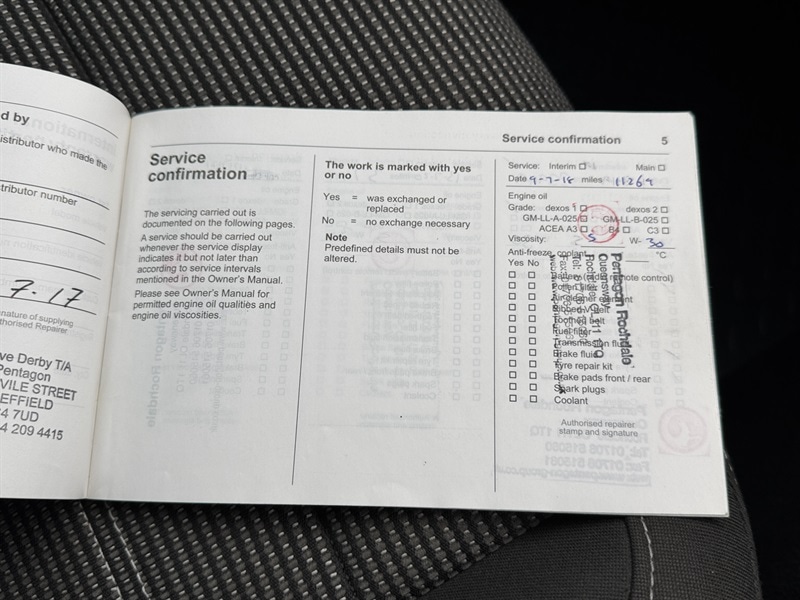 ed by
istributor who made the
tributor number
7.17
nature of supplying
thorised Repairer
ve Derby T/A
Pentagon
VILE STREET
EFFIELD
4 7UD
4 209 4415
Service confirmation 5
Service
confirmation
The servicing carried out is
documented on the following pages.
A service should be carried out
whenever the service display
indicates it but not later than
according to service intervals
mentioned in the Owner's Manual.
Please see Owner's Manual for
permitted engine oil qualities and
engine oil viscosities.
The work is marked with yes
or no
Yes = was exchanged or
replaced
No = no exchange necessary
Note
Predefined details must not be
altered.
Service: Interim Main
Date 9-7-18 miles 11269
Engine oil
Grade: dexos 1 dexos 2
GM-LL-A-025 GM-LL-B-025
ACEA A3 B4 C3
Viscosity: 5 W- 30
Anti-freeze coolant °C
Yes No
Battery (radio remote control)
Pollen filter
Air cleaner element
Ribbed V-belt
Toothed belt
Fuel filter
Transmission fluid
Brake fluid
Tyre repair kit
Brake pads front / rear
Spark plugs
Coolant
Authorised repairer
stamp and signature
Pentagon Rochdale
Queensway